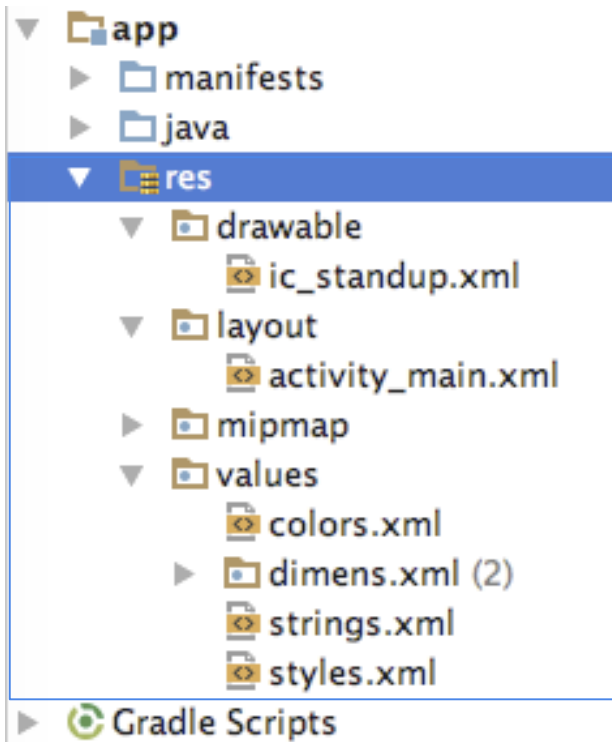 app
manifests
java
res
drawable
ic_standup.xml
layout
activity_main.xml
mipmap
values
colors.xml
dimens.xml (2)
strings.xml
styles.xml
Gradle Scripts